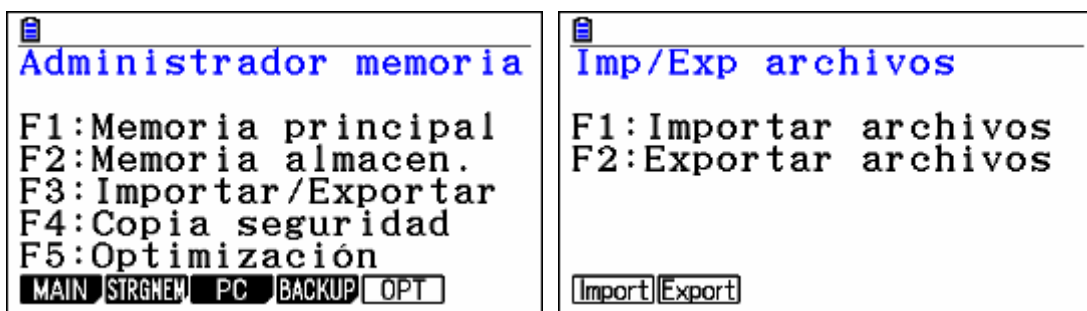 Administrador memoria
F1:Memoria principal
F2:Memoria almacen.
F3:Importar/Exportar
F4:Copia seguridad
F5:Optimización
MAIN STRGMEM PC BACKUP OPT
Imp/Exp archivos
F1:Importar archivos
F2:Exportar archivos
Import Export